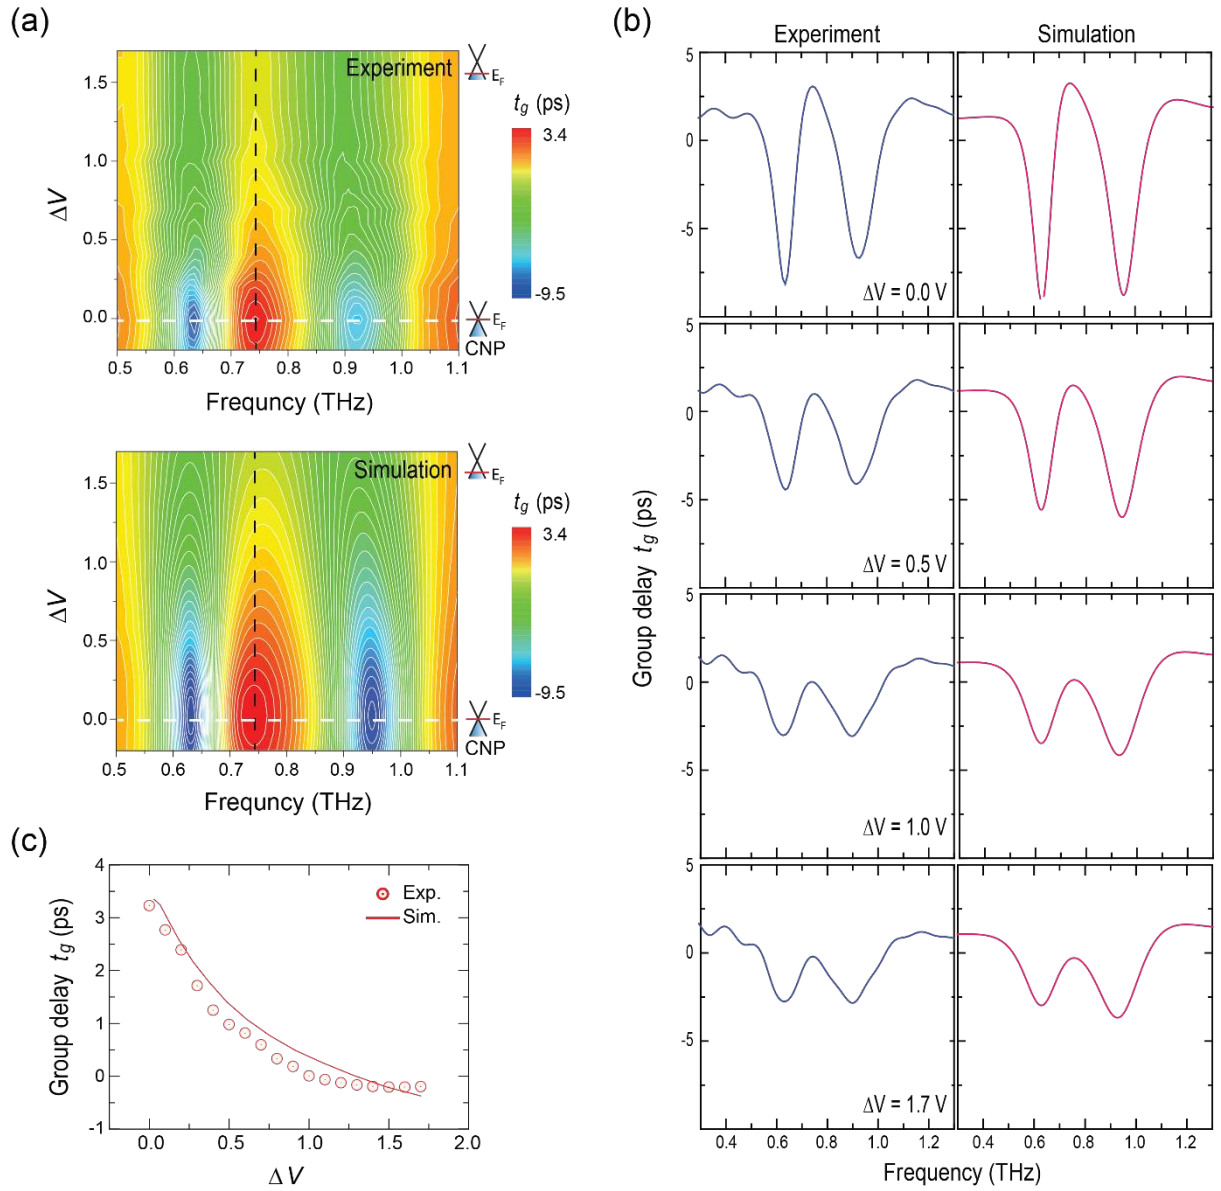 (a)
Experiment
E_F
t_g (ps)
3.4
-9.5
E_F
CNP
ΔV
1.5
1.0
0.5
0.0
0.5 0.6 0.7 0.8 0.9 1.0 1.1
Frequncy (THz)
Simulation
E_F
t_g (ps)
3.4
-9.5
E_F
CNP
ΔV
1.5
1.0
0.5
0.0
0.5 0.6 0.7 0.8 0.9 1.0 1.1
Frequncy (THz)
(b)
Experiment Simulation
Group delay t_g (ps)
5
0
-5
ΔV = 0.0 V
5
0
-5
ΔV = 0.5 V
5
0
-5
ΔV = 1.0 V
5
0
-5
ΔV = 1.7 V
0.4 0.6 0.8 1.0 1.2 0.4 0.6 0.8 1.0 1.2
Frequency (THz)
(c)
Group delay t_g (ps)
4
3
2
1
0
-1
Exp.
Sim.
0.0 0.5 1.0 1.5 2.0
ΔV